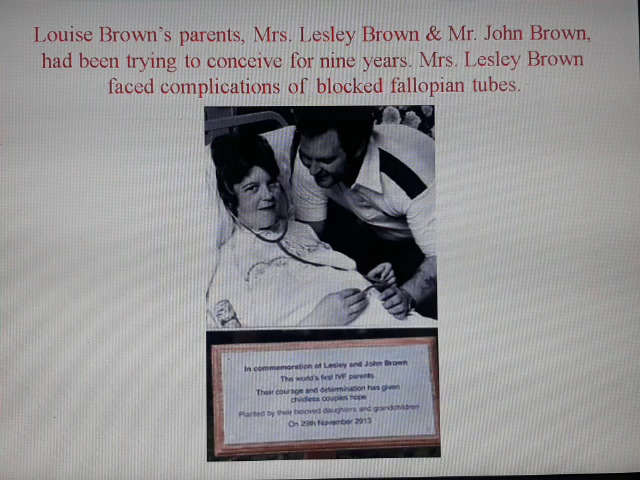 Louise Brown's parents, Mrs. Lesley Brown & Mr. John Brown,
had been trying to conceive for nine years. Mrs. Lesley Brown
faced complications of blocked fallopian tubes.
In commemoration of Lesley and John Brown
The world's first IVF parents
Their courage and determination has given
childless couples hope
Planted by their beloved daughters and grandchildren
On 29th November 2013